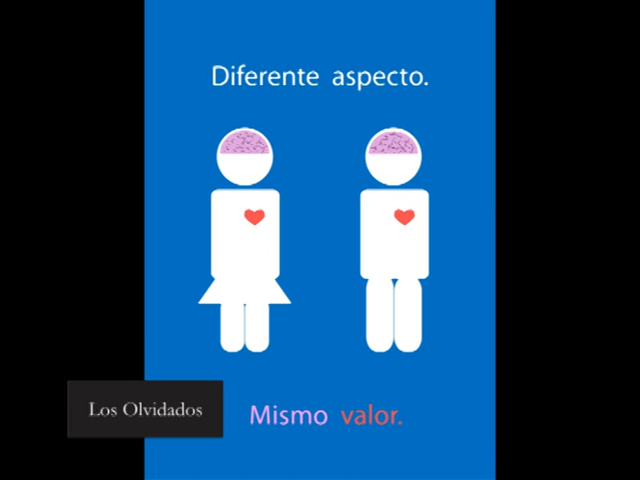 Diferente aspecto.
Los Olvidados
Mismo valor.